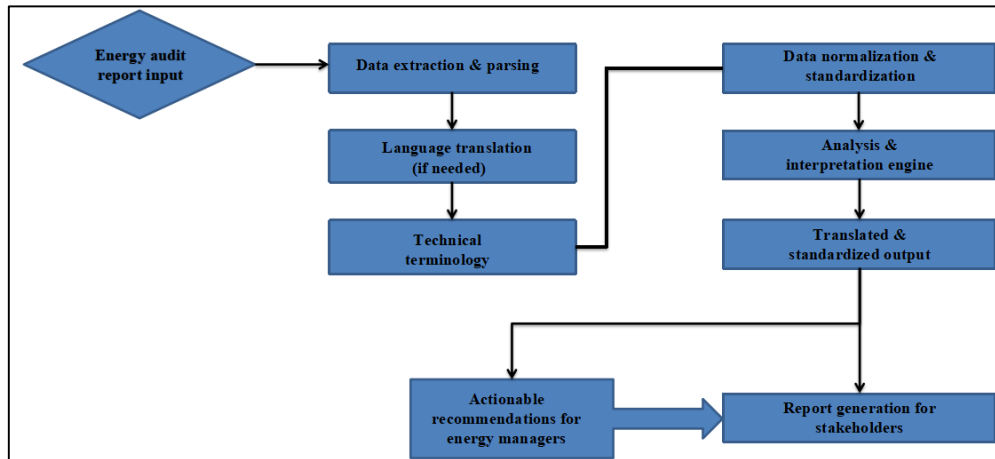 Energy audit
report input
Data extraction & parsing
Language translation
(if needed)
Technical
terminology
Data normalization &
standardization
Analysis &
interpretation engine
Translated &
standardized output
Actionable
recommendations for
energy managers
Report generation for
stakeholders